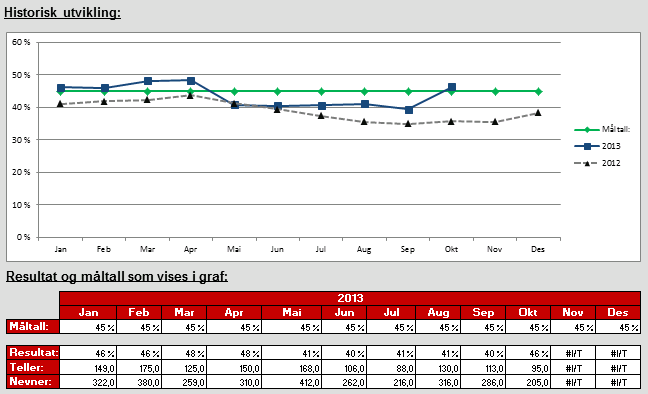 Historisk utvikling:
60 %
50 %
40 %
30 %
20 %
10 %
0 %
Jan Feb Mar Apr Mai Jun Jul Aug Sep Okt Nov Des
Måltall:
2013
2012
Resultat og måltall som vises i graf:
2013
Jan Feb Mar Apr Mai Jun Jul Aug Sep Okt Nov Des
Måltall: 45 % 45 % 45 % 45 % 45 % 45 % 45 % 45 % 45 % 45 % 45 % 45 %
Resultat: 46 % 46 % 48 % 48 % 41 % 40 % 41 % 41 % 40 % 46 % #I/T #I/T
Teller: 149,0 175,0 125,0 150,0 168,0 106,0 88,0 130,0 113,0 95,0 #I/T #I/T
Nevner: 322,0 380,0 259,0 310,0 412,0 262,0 216,0 316,0 286,0 205,0 #I/T #I/T